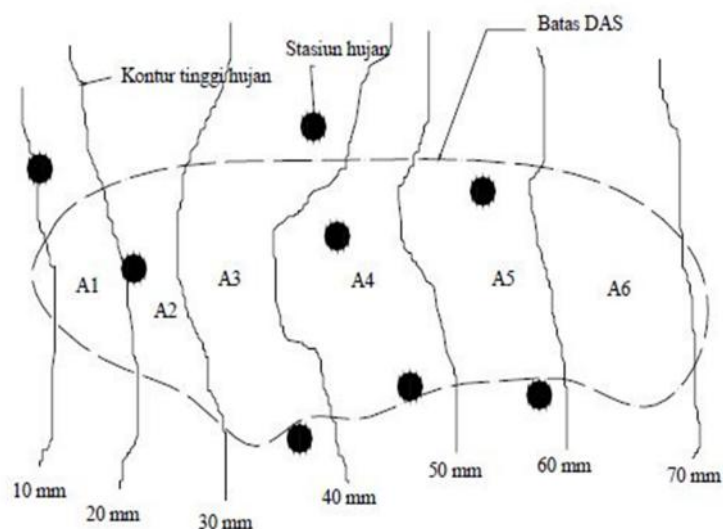 Batas DAS
Stasiun hujan
Kontur tinggi hujan
A1
A2
A3
A4
A5
A6
10 mm
20 mm
30 mm
40 mm
50 mm
60 mm
70 mm